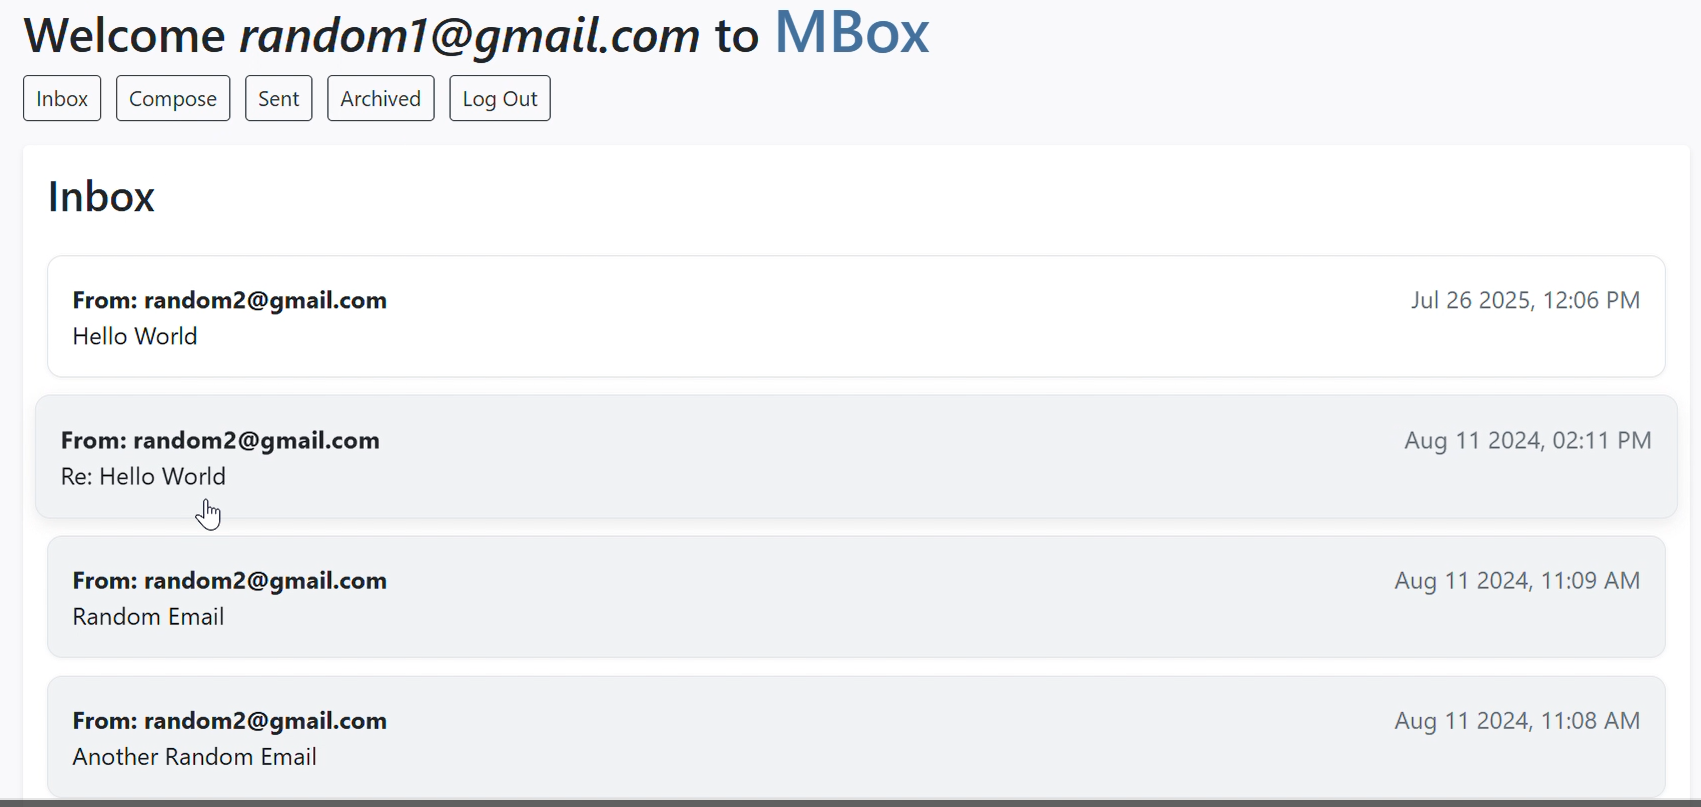 Welcome random1@gmail.com to MBox
Inbox Compose Sent Archived Log Out
Inbox
From: random2@gmail.com Jul 26 2025, 12:06 PM
Hello World
From: random2@gmail.com Aug 11 2024, 02:11 PM
Re: Hello World
From: random2@gmail.com Aug 11 2024, 11:09 AM
Random Email
From: random2@gmail.com Aug 11 2024, 11:08 AM
Another Random Email